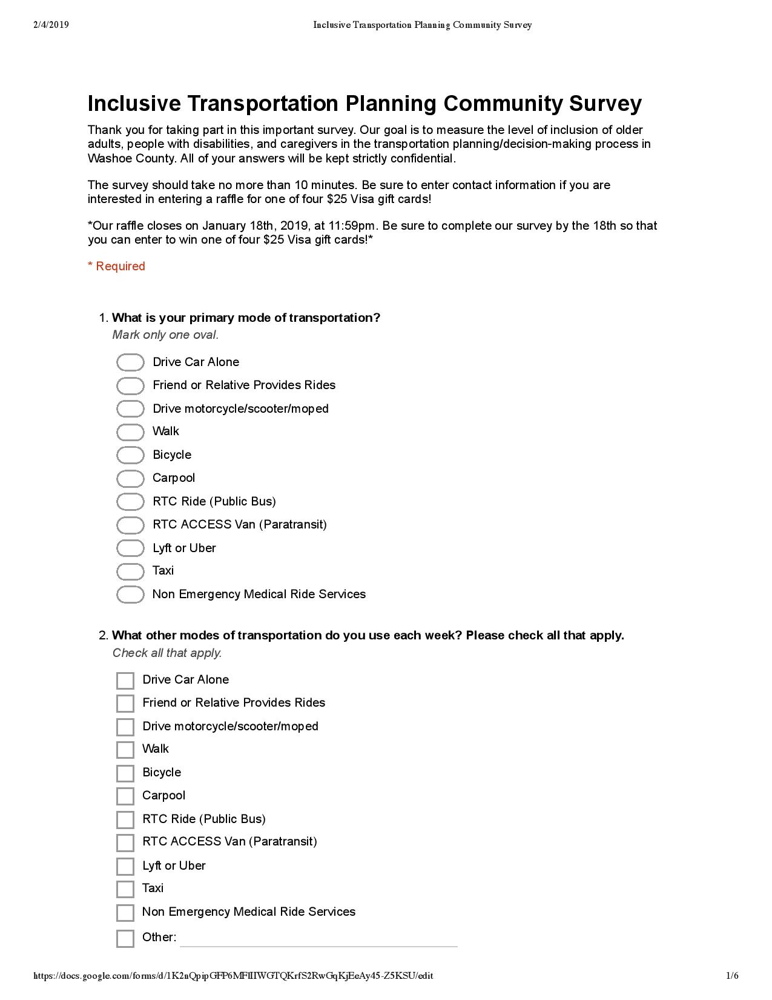 2/4/2019 Inclusive Transportation Planning Community Survey
Inclusive Transportation Planning Community Survey
Thank you for taking part in this important survey. Our goal is to measure the level of inclusion of older
adults, people with disabilities, and caregivers in the transportation planning/decision-making process in
Washoe County. All of your answers will be kept strictly confidential.
The survey should take no more than 10 minutes. Be sure to enter contact information if you are
interested in entering a raffle for one of four $25 Visa gift cards!
*Our raffle closes on January 18th, 2019, at 11:59pm. Be sure to complete our survey by the 18th so that
you can enter to win one of four $25 Visa gift cards!*
* Required
1. What is your primary mode of transportation?
Mark only one oval.
Drive Car Alone
Friend or Relative Provides Rides
Drive motorcycle/scooter/moped
Walk
Bicycle
Carpool
RTC Ride (Public Bus)
RTC ACCESS Van (Paratransit)
Lyft or Uber
Taxi
Non Emergency Medical Ride Services
2. What other modes of transportation do you use each week? Please check all that apply.
Check all that apply.
Drive Car Alone
Friend or Relative Provides Rides
Drive motorcycle/scooter/moped
Walk
Bicycle
Carpool
RTC Ride (Public Bus)
RTC ACCESS Van (Paratransit)
Lyft or Uber
Taxi
Non Emergency Medical Ride Services
Other:
https://docs.google.com/forms/d/1K2nQpipGFP6MFlIIWGTQKrfS2RwGqKjEeAy45-Z5KSU/edit 1/6